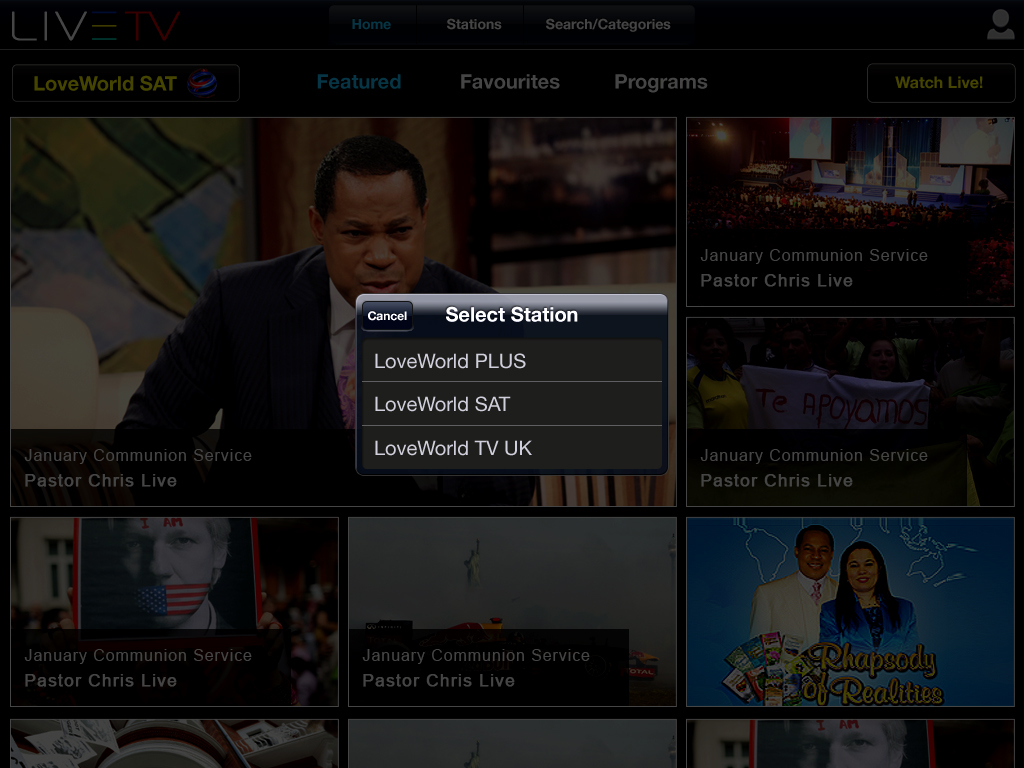 LIVE TV
Home
Stations
Search/Categories
LoveWorld SAT
Featured
Favourites
Programs
Watch Live!
January Communion Service
Pastor Chris Live
Cancel
Select Station
LoveWorld PLUS
LoveWorld SAT
LoveWorld TV UK
January Communion Service
Pastor Chris Live
Te APOYAMOS
January Communion Service
Pastor Chris Live
I AM
January Communion Service
Pastor Chris Live
TOTAL
January Communion Service
Pastor Chris Live
Rhapsody
of Realities
I AM